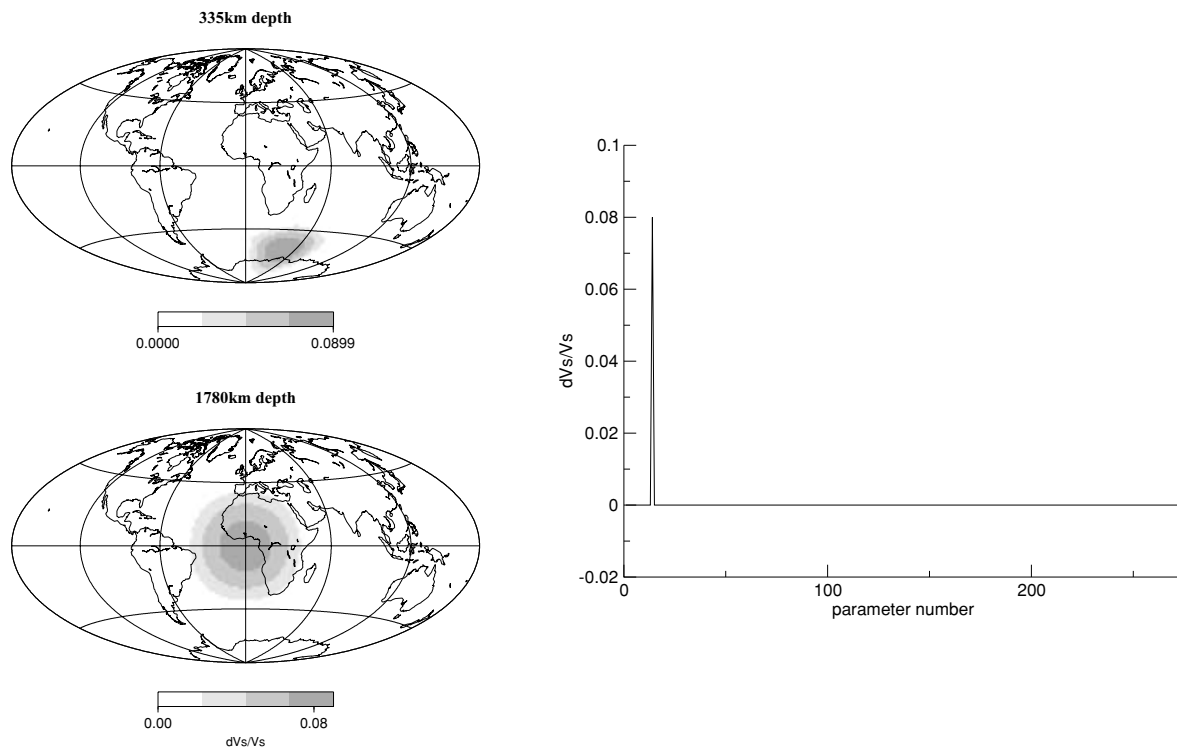 335km depth
0.0000 0.0899
1780km depth
0.00 0.08
dVs/Vs
0.1
0.08
0.06
0.04
0.02
0
-0.02
dVs/Vs
0 100 200
parameter number